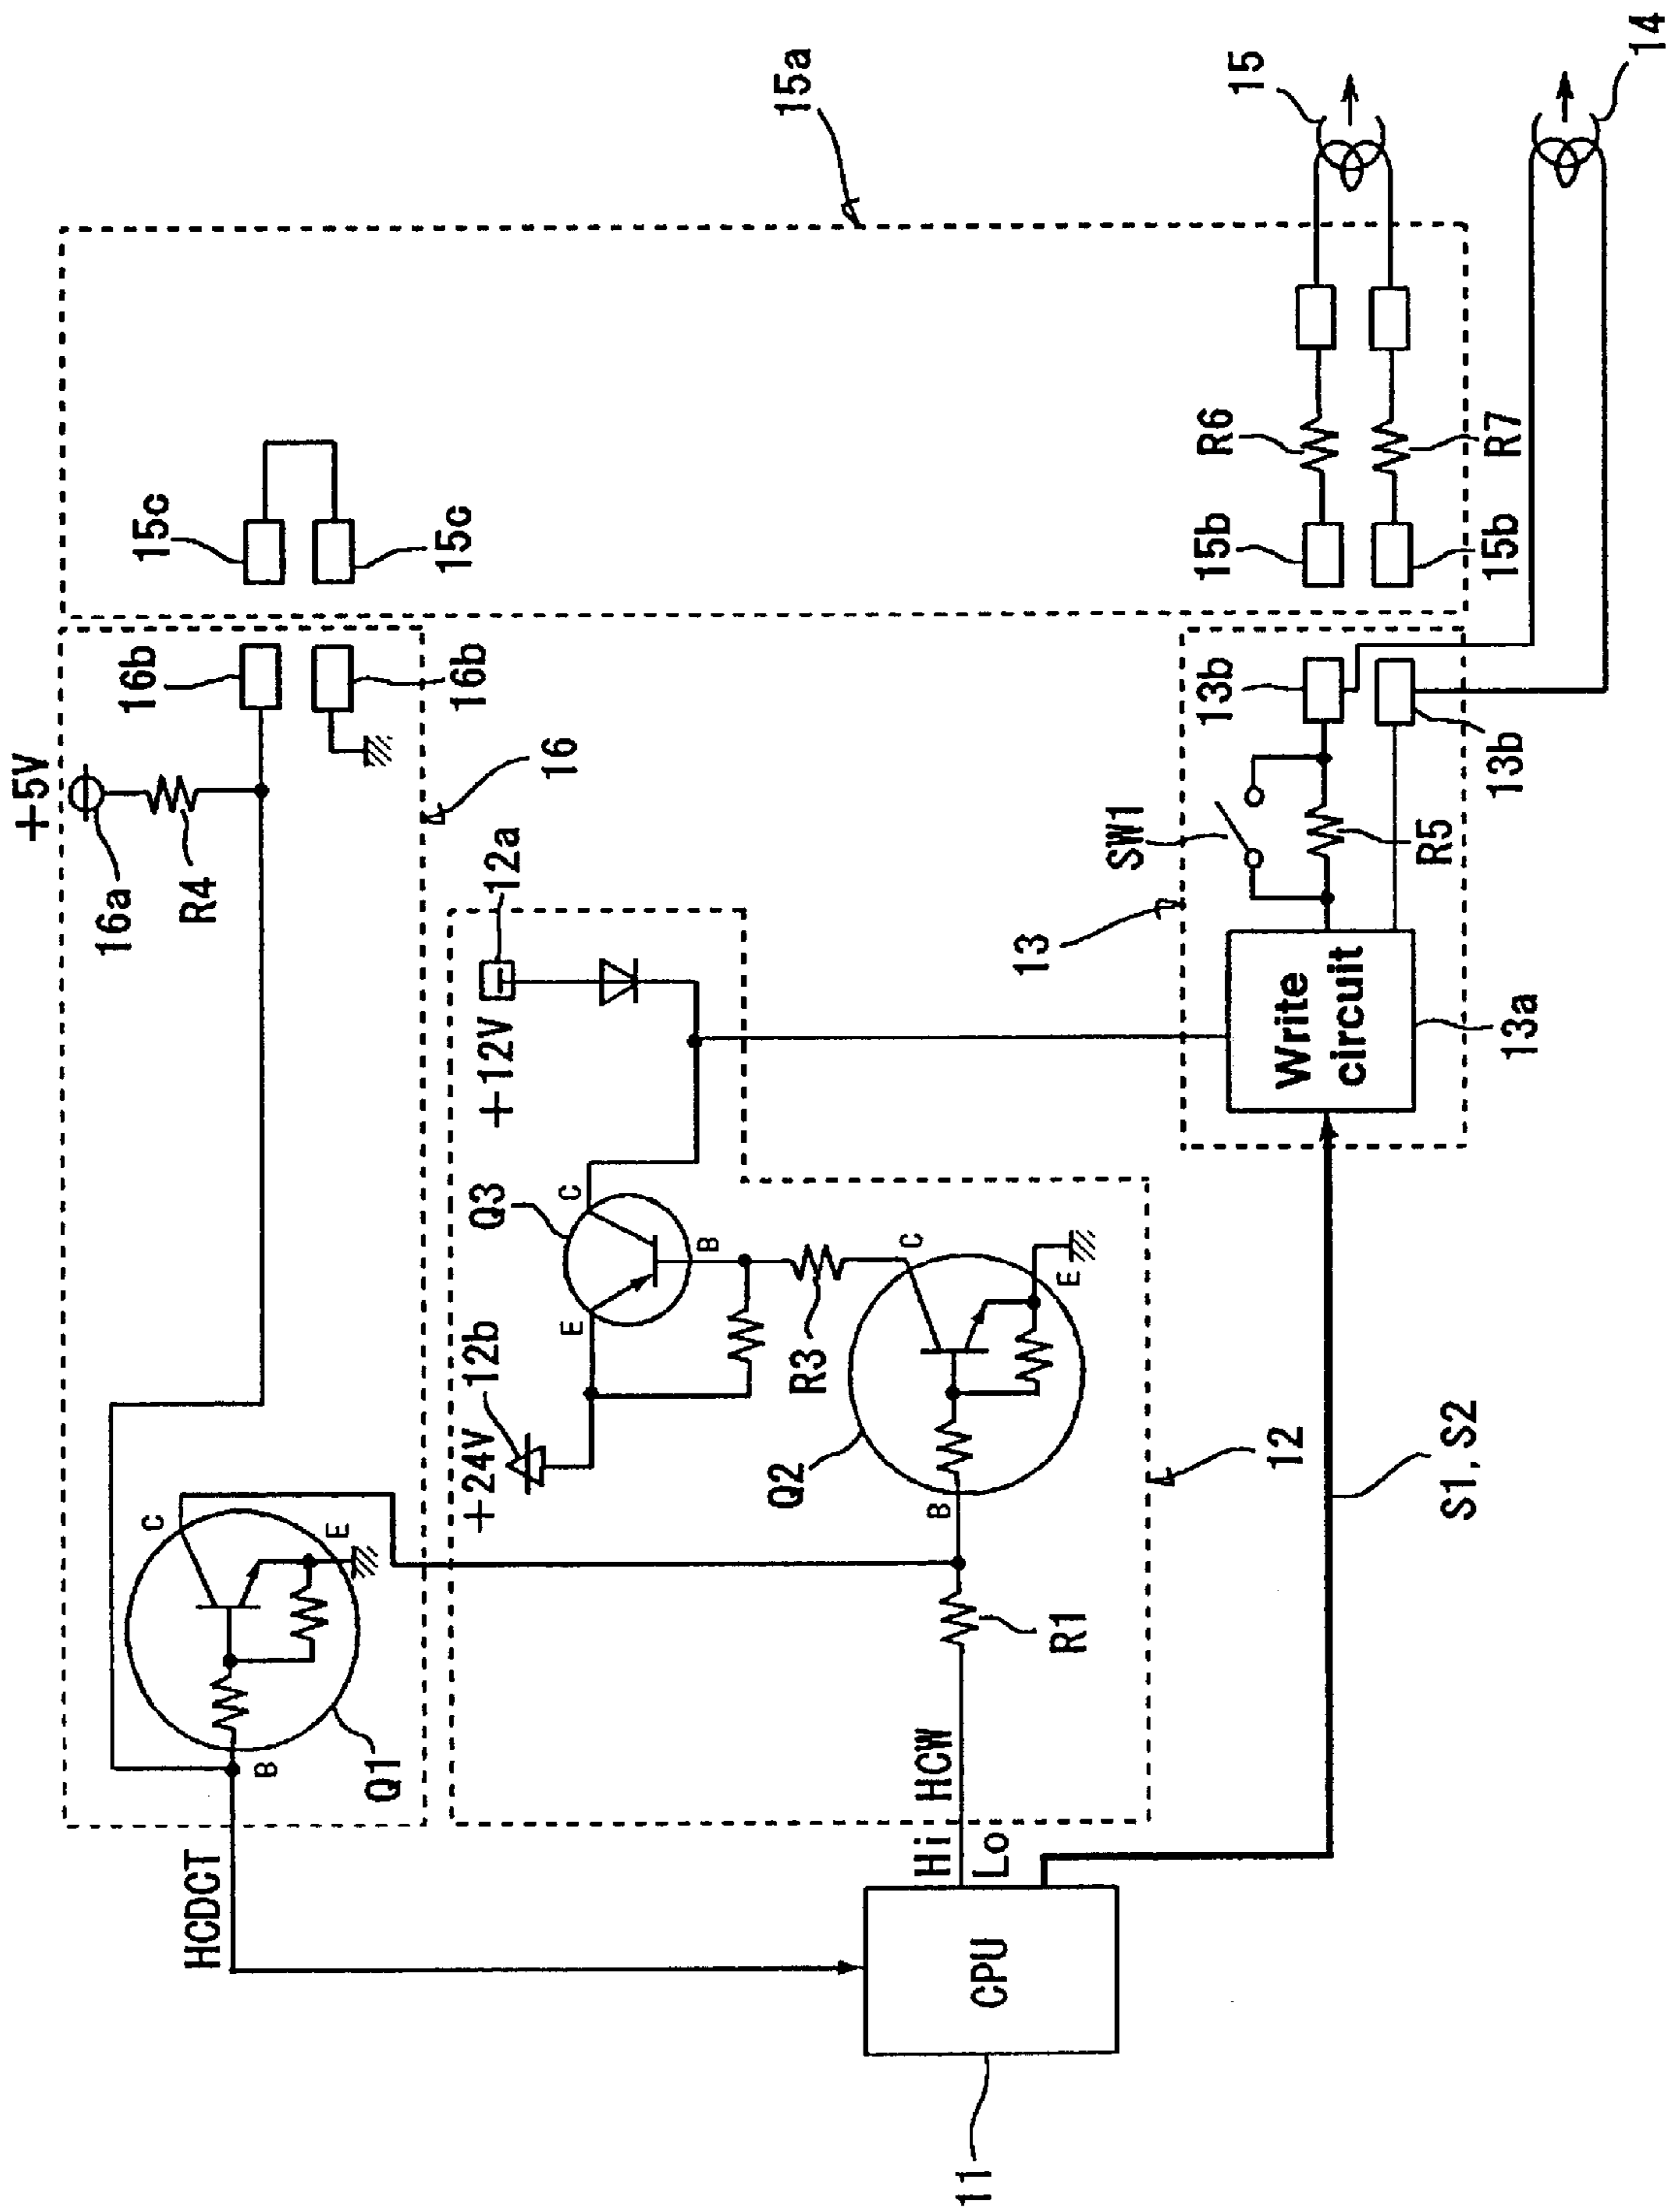 +5V
16a
R4
16b
16b
16
15c
15c
15a
HCDCT
Q1
B
C
E
+24V
12b
Q3
E
C
B
+12V
12a
R3
Q2
B
C
E
R1
HCW
Hi
Lo
12
CPU
11
S1, S2
13
Write
circuit
13a
SW1
R5
13b
13b
15b
15b
R6
R7
15
14